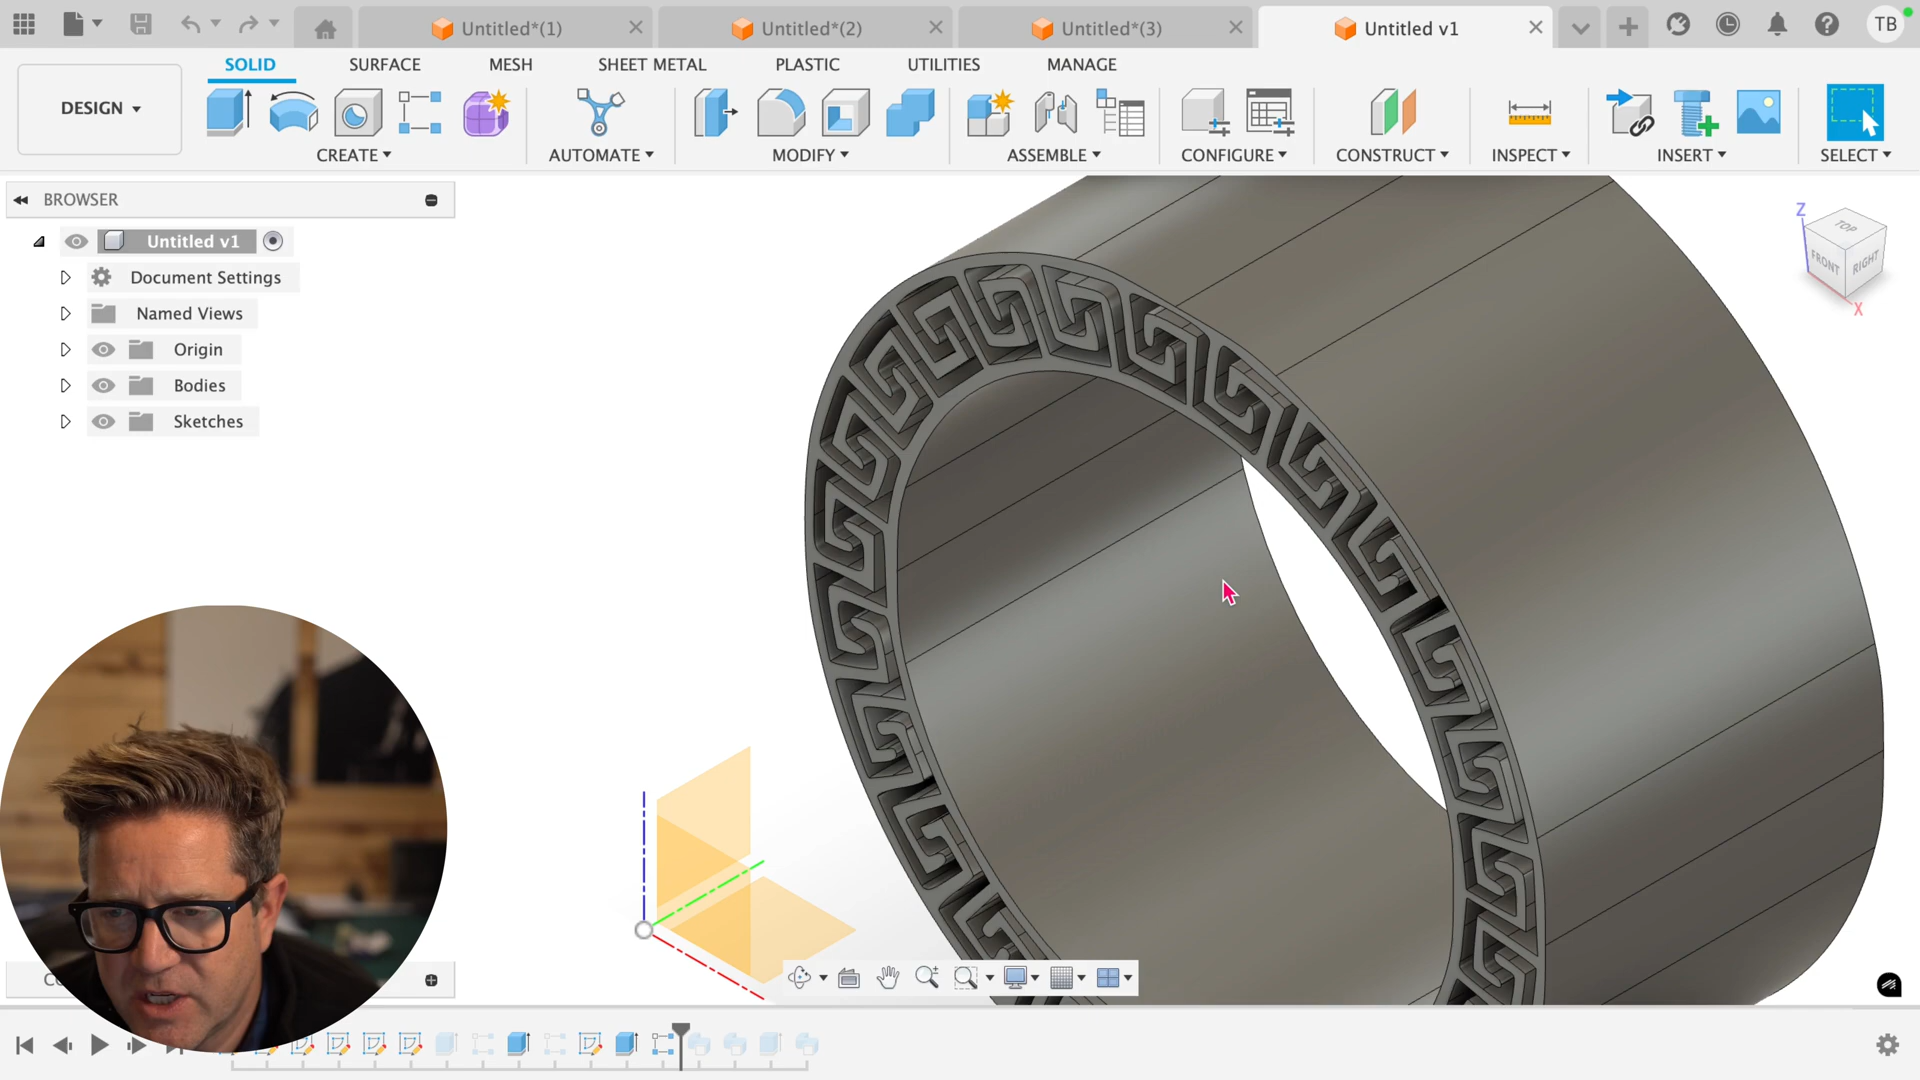 Untitled*(1)
Untitled*(2)
Untitled*(3)
Untitled v1
TB
DESIGN
SOLID
SURFACE
MESH
SHEET METAL
PLASTIC
UTILITIES
MANAGE
CREATE
AUTOMATE
MODIFY
ASSEMBLE
CONFIGURE
CONSTRUCT
INSPECT
INSERT
SELECT
BROWSER
Untitled v1
Document Settings
Named Views
Origin
Bodies
Sketches
Z
TOP
FRONT
RIGHT
X